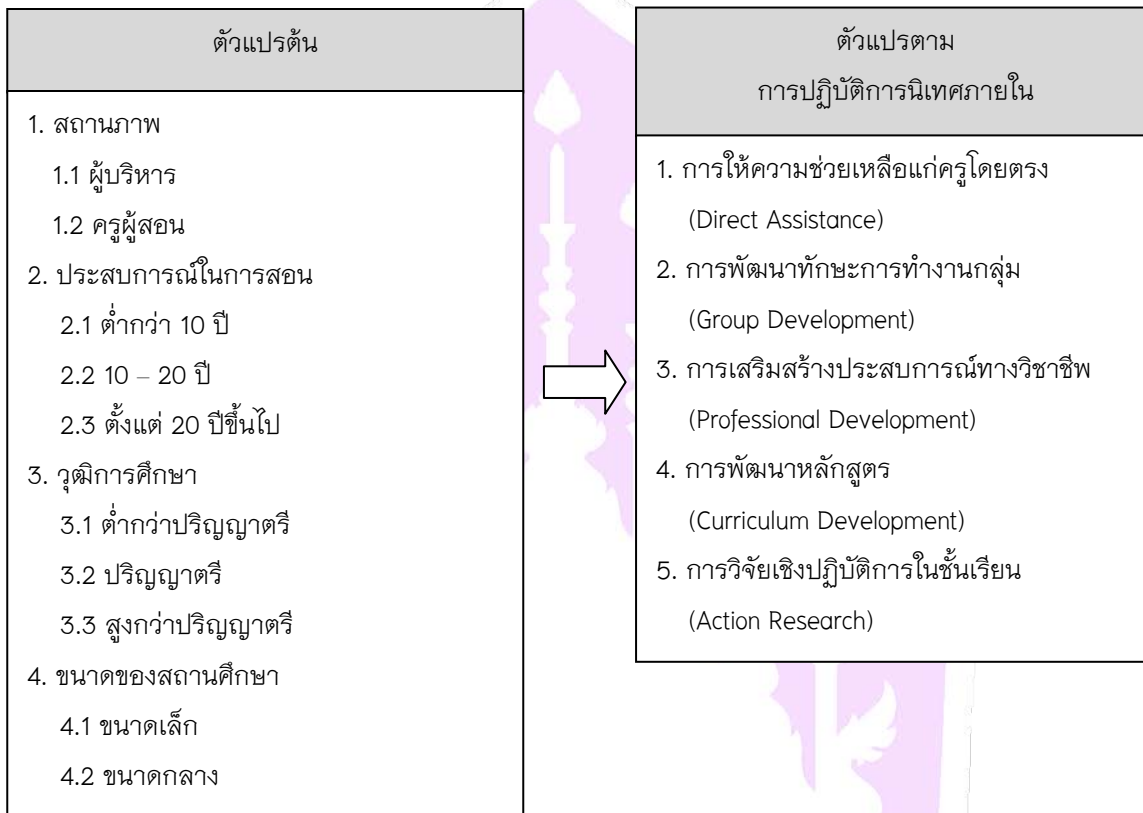 ตัวแปรต้น
1. สถานภาพ
1.1 ผู้บริหาร
1.2 ครูผู้สอน
2. ประสบการณ์ในการสอน
2.1 ต่ำกว่า 10 ปี
2.2 10 – 20 ปี
2.3 ตั้งแต่ 20 ปีขึ้นไป
3. วุฒิการศึกษา
3.1 ต่ำกว่าปริญญาตรี
3.2 ปริญญาตรี
3.3 สูงกว่าปริญญาตรี
4. ขนาดของสถานศึกษา
4.1 ขนาดเล็ก
4.2 ขนาดกลาง
ตัวแปรตาม
การปฏิบัติการนิเทศภายใน
1. การให้ความช่วยเหลือแก่ครูโดยตรง
(Direct Assistance)
2. การพัฒนาทักษะการทำงานกลุ่ม
(Group Development)
3. การเสริมสร้างประสบการณ์ทางวิชาชีพ
(Professional Development)
4. การพัฒนาหลักสูตร
(Curriculum Development)
5. การวิจัยเชิงปฏิบัติการในชั้นเรียน
(Action Research)